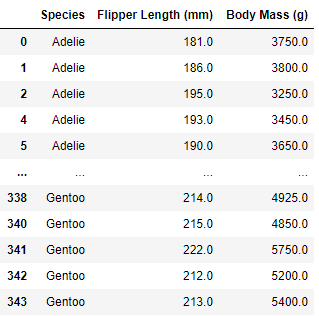 Species Flipper Length (mm) Body Mass (g)
0 Adelie 181.0 3750.0
1 Adelie 186.0 3800.0
2 Adelie 195.0 3250.0
4 Adelie 193.0 3450.0
5 Adelie 190.0 3650.0
... ... ... ...
338 Gentoo 214.0 4925.0
340 Gentoo 215.0 4850.0
341 Gentoo 222.0 5750.0
342 Gentoo 212.0 5200.0
343 Gentoo 213.0 5400.0